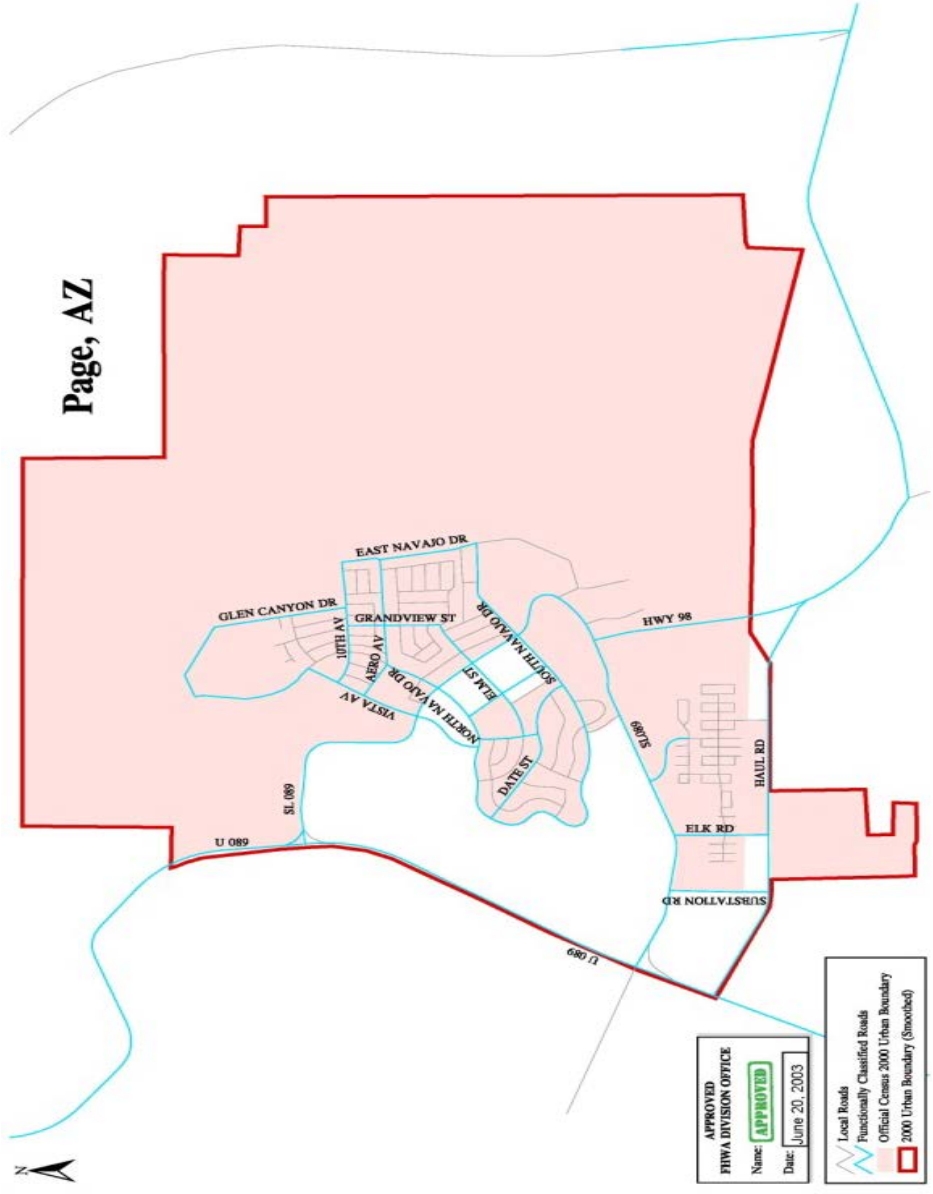 Page, AZ
EAST NAVAJO DR
GLEN CANYON DR
GRANDVIEW ST
10TH AV
AERO AV
VISTA AV
NORTH NAVAJO DR
ELM ST
SOUTH NAVAJO DR
HWY 98
DATE ST
SL089
SL 089
U 089
HAUL RD
ELK RD
SUBSTATION RD
U 089
N
APPROVED
FHWA DIVISION OFFICE
Name: APPROVED
Date: June 20, 2003
Local Roads
Functionally Classified Roads
Official Census 2000 Urban Boundary
2000 Urban Boundary (Smoothed)